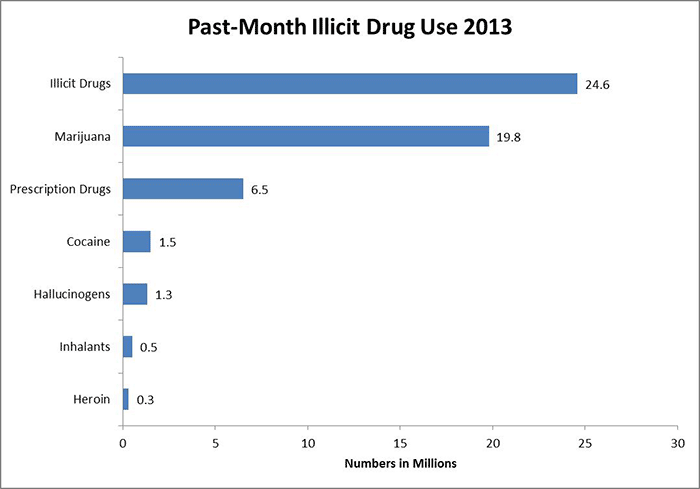 Past-Month Illicit Drug Use 2013
Illicit Drugs 24.6
Marijuana 19.8
Prescription Drugs 6.5
Cocaine 1.5
Hallucinogens 1.3
Inhalants 0.5
Heroin 0.3
0 5 10 15 20 25 30
Numbers in Millions